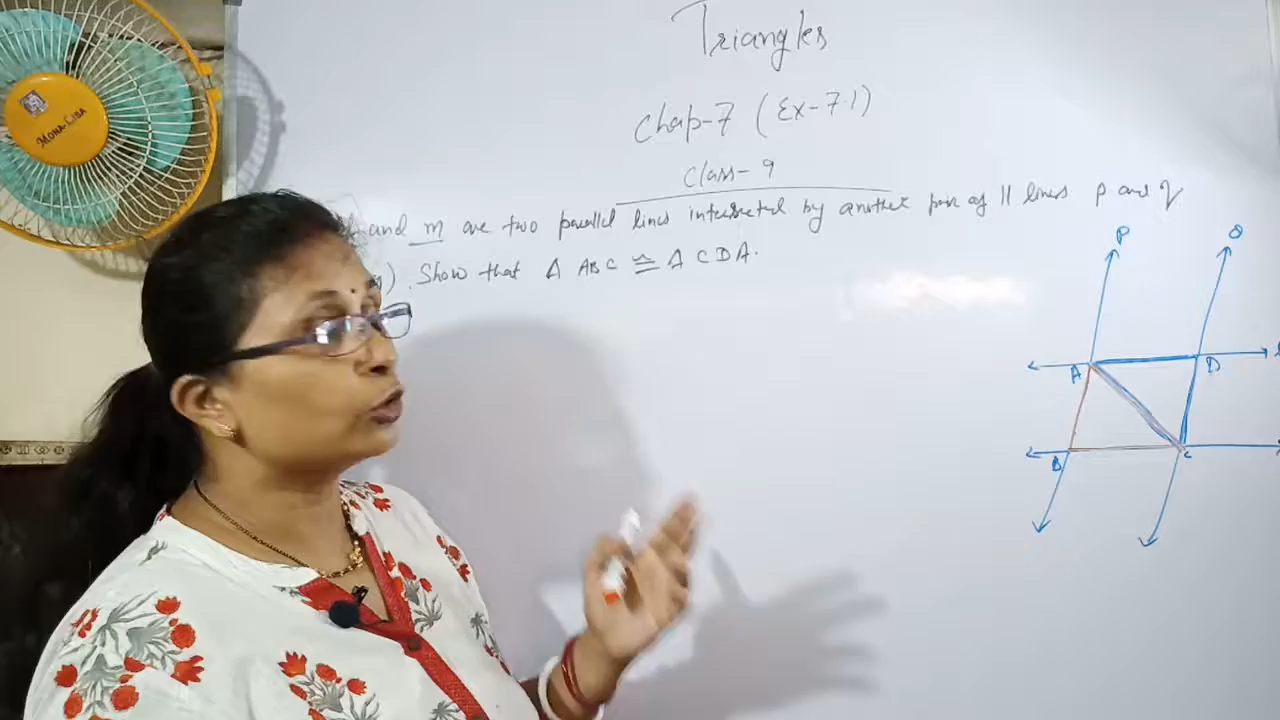 Triangles
Chap-7 (Ex-7.1)
Class-9
and m are two parallel lines intersected by another pair of || lines p and q
). Show that Δ ABC ≅ Δ CDA.
P
Q
A
D
l
B
C
MONA-LISA